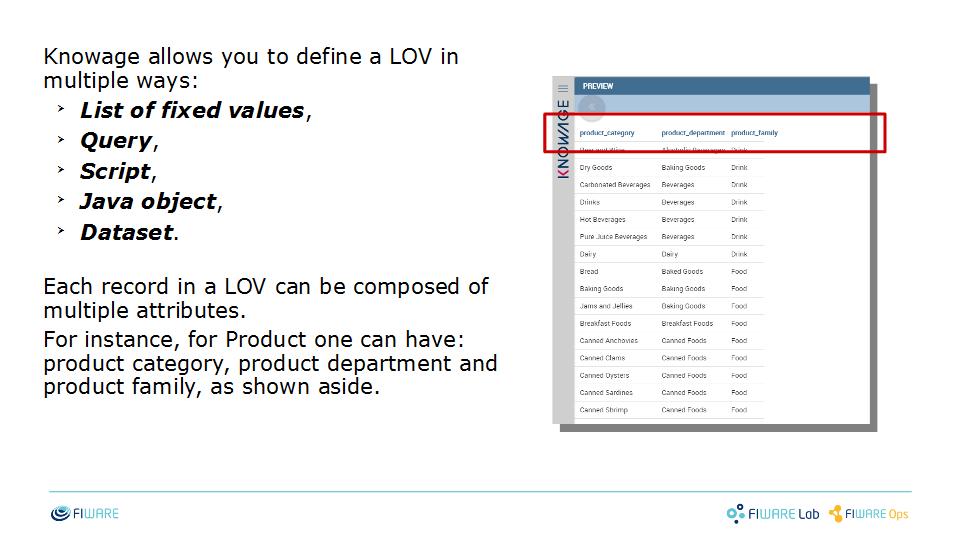 Knowage allows you to define a LOV in
multiple ways:
List of fixed values,
Query,
Script,
Java object,
Dataset.
Each record in a LOV can be composed of
multiple attributes.
For instance, for Product one can have:
product category, product department and
product family, as shown aside.
KNOWAGE
PREVIEW
product_category product_department product_family
Beer and Wine Alcoholic Beverages Drink
Dry Goods Baking Goods Drink
Carbonated Beverages Beverages Drink
Drinks Beverages Drink
Hot Beverages Beverages Drink
Pure Juice Beverages Beverages Drink
Dairy Dairy Drink
Bread Baked Goods Food
Baking Goods Baking Goods Food
Jams and Jellies Baking Goods Food
Breakfast Foods Breakfast Foods Food
Canned Anchovies Canned Foods Food
Canned Clams Canned Foods Food
Canned Oysters Canned Foods Food
Canned Sardines Canned Foods Food
Canned Shrimp Canned Foods Food
FIWARE
FIWARE Lab
FIWARE Ops